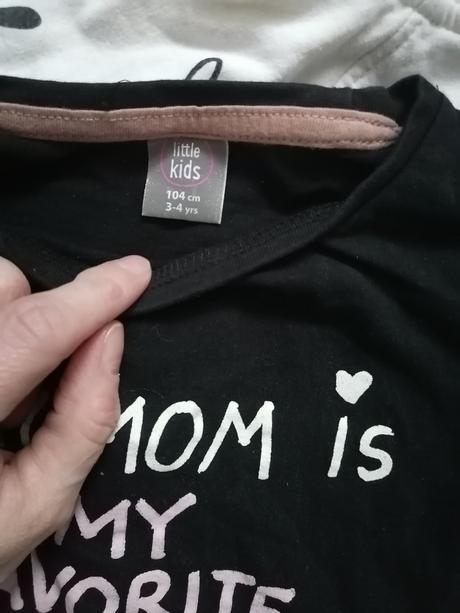 little
kids
104 cm
3-4 yrs
MOM is
MY